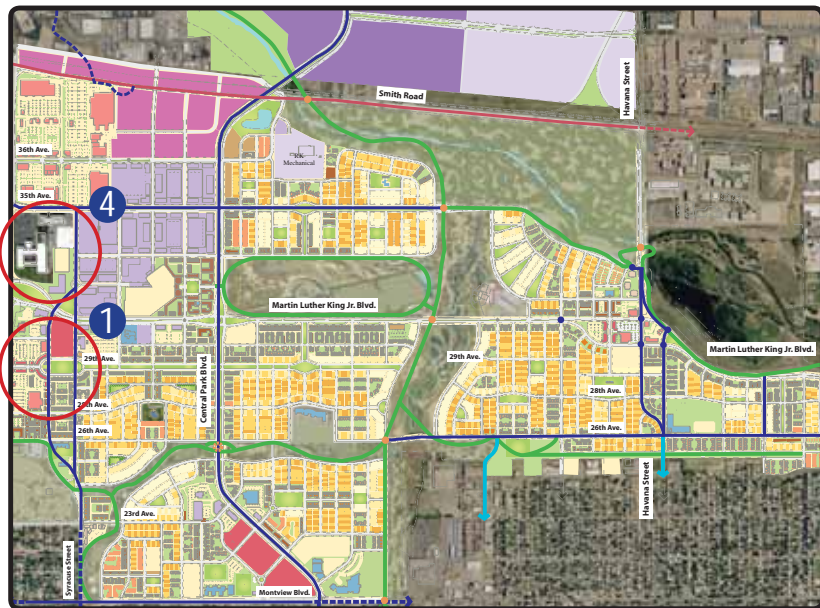 Smith Road
Havana Street
36th Ave.
RK
Mechanical
35th Ave.
4
Martin Luther King Jr. Blvd.
1
29th Ave.
29th Ave.
Martin Luther King Jr. Blvd.
Central Park Blvd.
28th Ave.
28th Ave.
26th Ave.
26th Ave.
Havana Street
23rd Ave.
Syracuse Street
Montview Blvd.